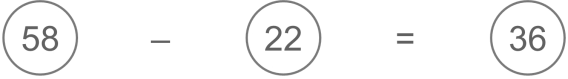 58 – 22 = 36